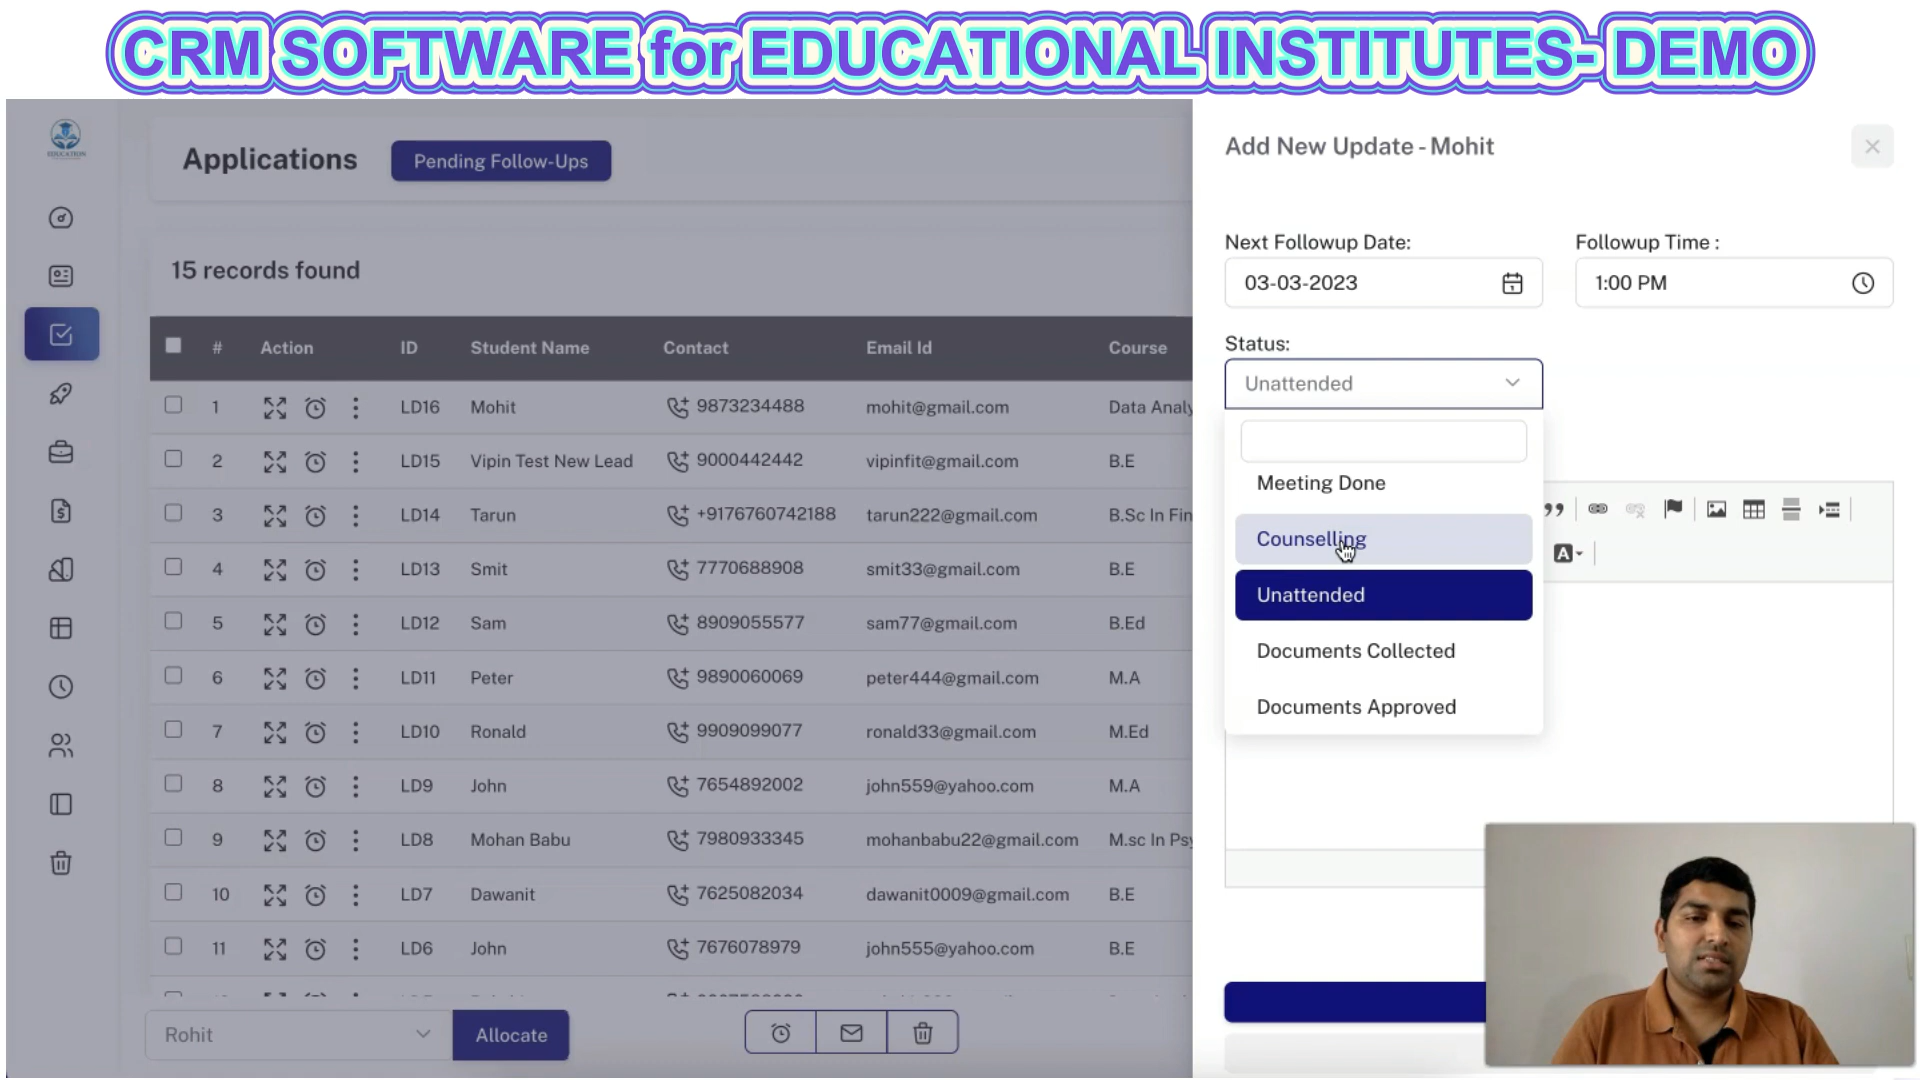 CRM SOFTWARE for EDUCATIONAL INSTITUTES- DEMO
EDUCATION
Applications
Pending Follow-Ups
15 records found
# Action ID Student Name Contact Email Id Course
1 LD16 Mohit 9873234488 mohit@gmail.com Data Analy
2 LD15 Vipin Test New Lead 9000442442 vipinfit@gmail.com B.E
3 LD14 Tarun +9176760742188 tarun222@gmail.com B.Sc In Fin
4 LD13 Smit 7770688908 smit33@gmail.com B.E
5 LD12 Sam 8909055577 sam77@gmail.com B.Ed
6 LD11 Peter 9890060069 peter444@gmail.com M.A
7 LD10 Ronald 9909099077 ronald33@gmail.com M.Ed
8 LD9 John 7654892002 john559@yahoo.com M.A
9 LD8 Mohan Babu 7980933345 mohanbabu22@gmail.com M.sc In Psy
10 LD7 Dawanit 7625082034 dawanit0009@gmail.com B.E
11 LD6 John 7676078979 john555@yahoo.com B.E
Rohit
Allocate
Add New Update - Mohit
Next Followup Date:
Followup Time :
03-03-2023
1:00 PM
Status:
Unattended
Meeting Done
Counselling
Unattended
Documents Collected
Documents Approved